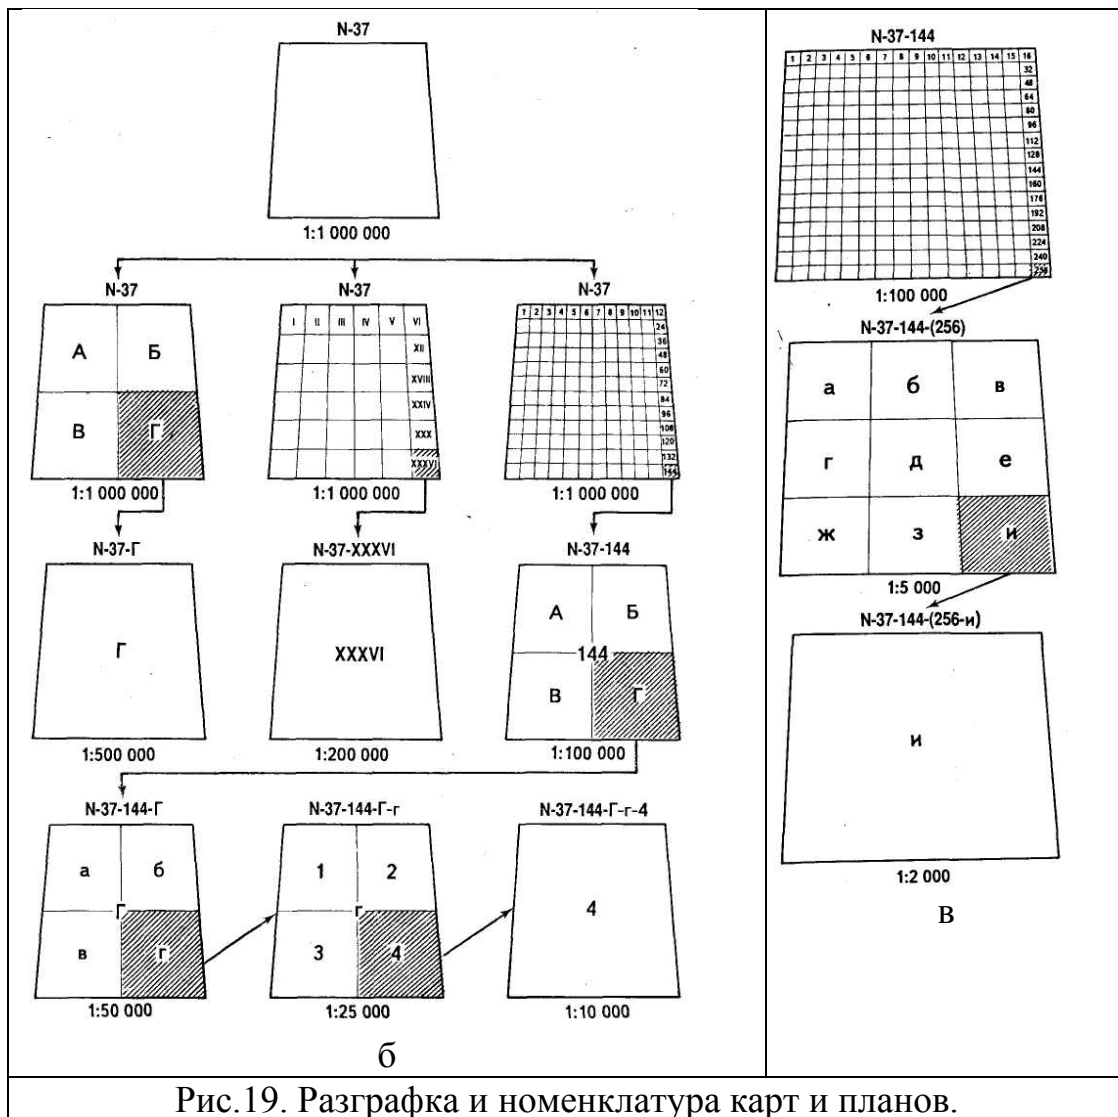 N-37
1:1 000 000
N-37
N-37
N-37
А Б
В Г
1:1 000 000
I II III IV V VI
XII
XVIII
XXIV
XXX
XXXVI
1:1 000 000
1 2 3 4 5 6 7 8 9 10 11 12
24
36
48
60
72
84
96
108
120
132
144
1:1 000 000
N-37-Г
Г
1:500 000
N-37-XXXVI
XXXVI
1:200 000
N-37-144
А Б
144
В Г
1:100 000
N-37-144-Г
а б
Г
в г
1:50 000
N-37-144-Г-г
1 2
г
3 4
1:25 000
N-37-144-Г-г-4
4
1:10 000
б
N-37-144
1 2 3 4 5 6 7 8 9 10 11 12 13 14 15 16
32
48
64
80
96
112
128
144
160
176
192
208
224
240
256
1:100 000
N-37-144-(256)
а б в
г д е
ж з и
1:5 000
N-37-144-(256-и)
и
1:2 000
в
Рис.19. Разграфка и номенклатура карт и планов.